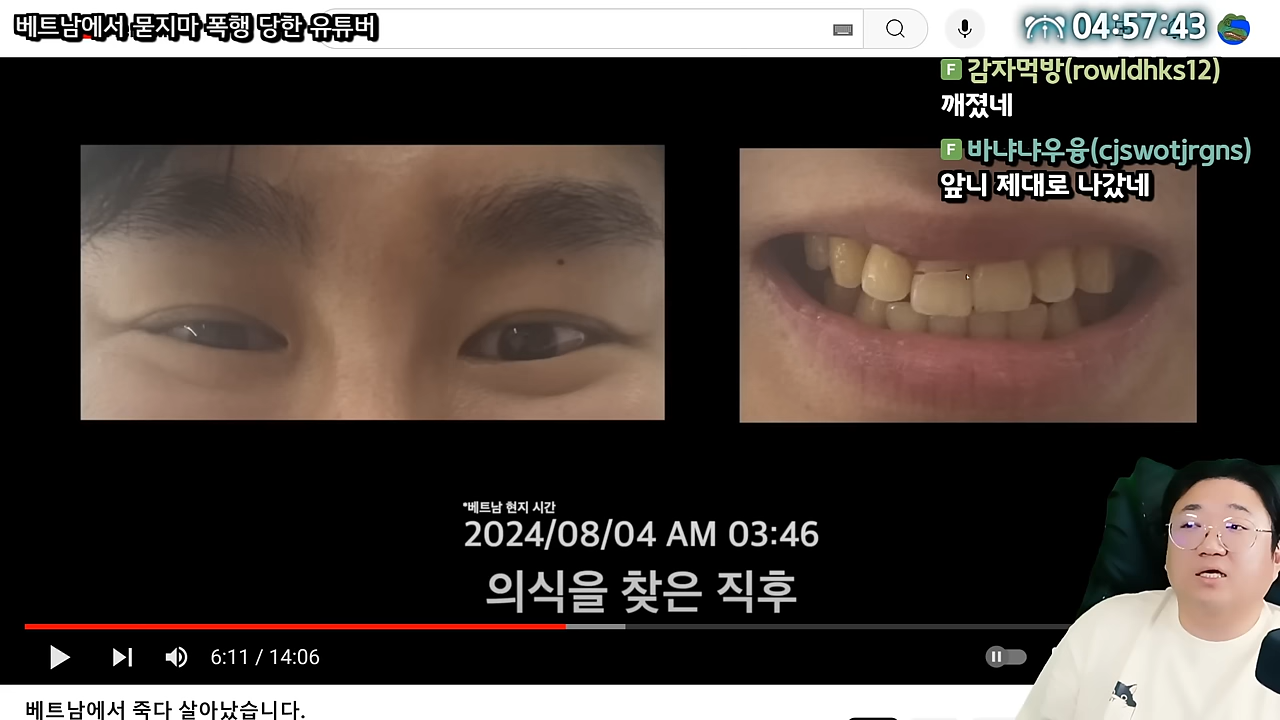 베트남에서 묻지마 폭행 당한 유튜버
04:57:43
F 감자먹방(rowldhks12)
깨졌네
F 바냐냐우융(cjswotjrgns)
앞니 제대로 나갔네
*베트남 현지 시간
2024/08/04 AM 03:46
의식을 찾은 직후
6:11 / 14:06
베트남에서 죽다 살아났습니다.